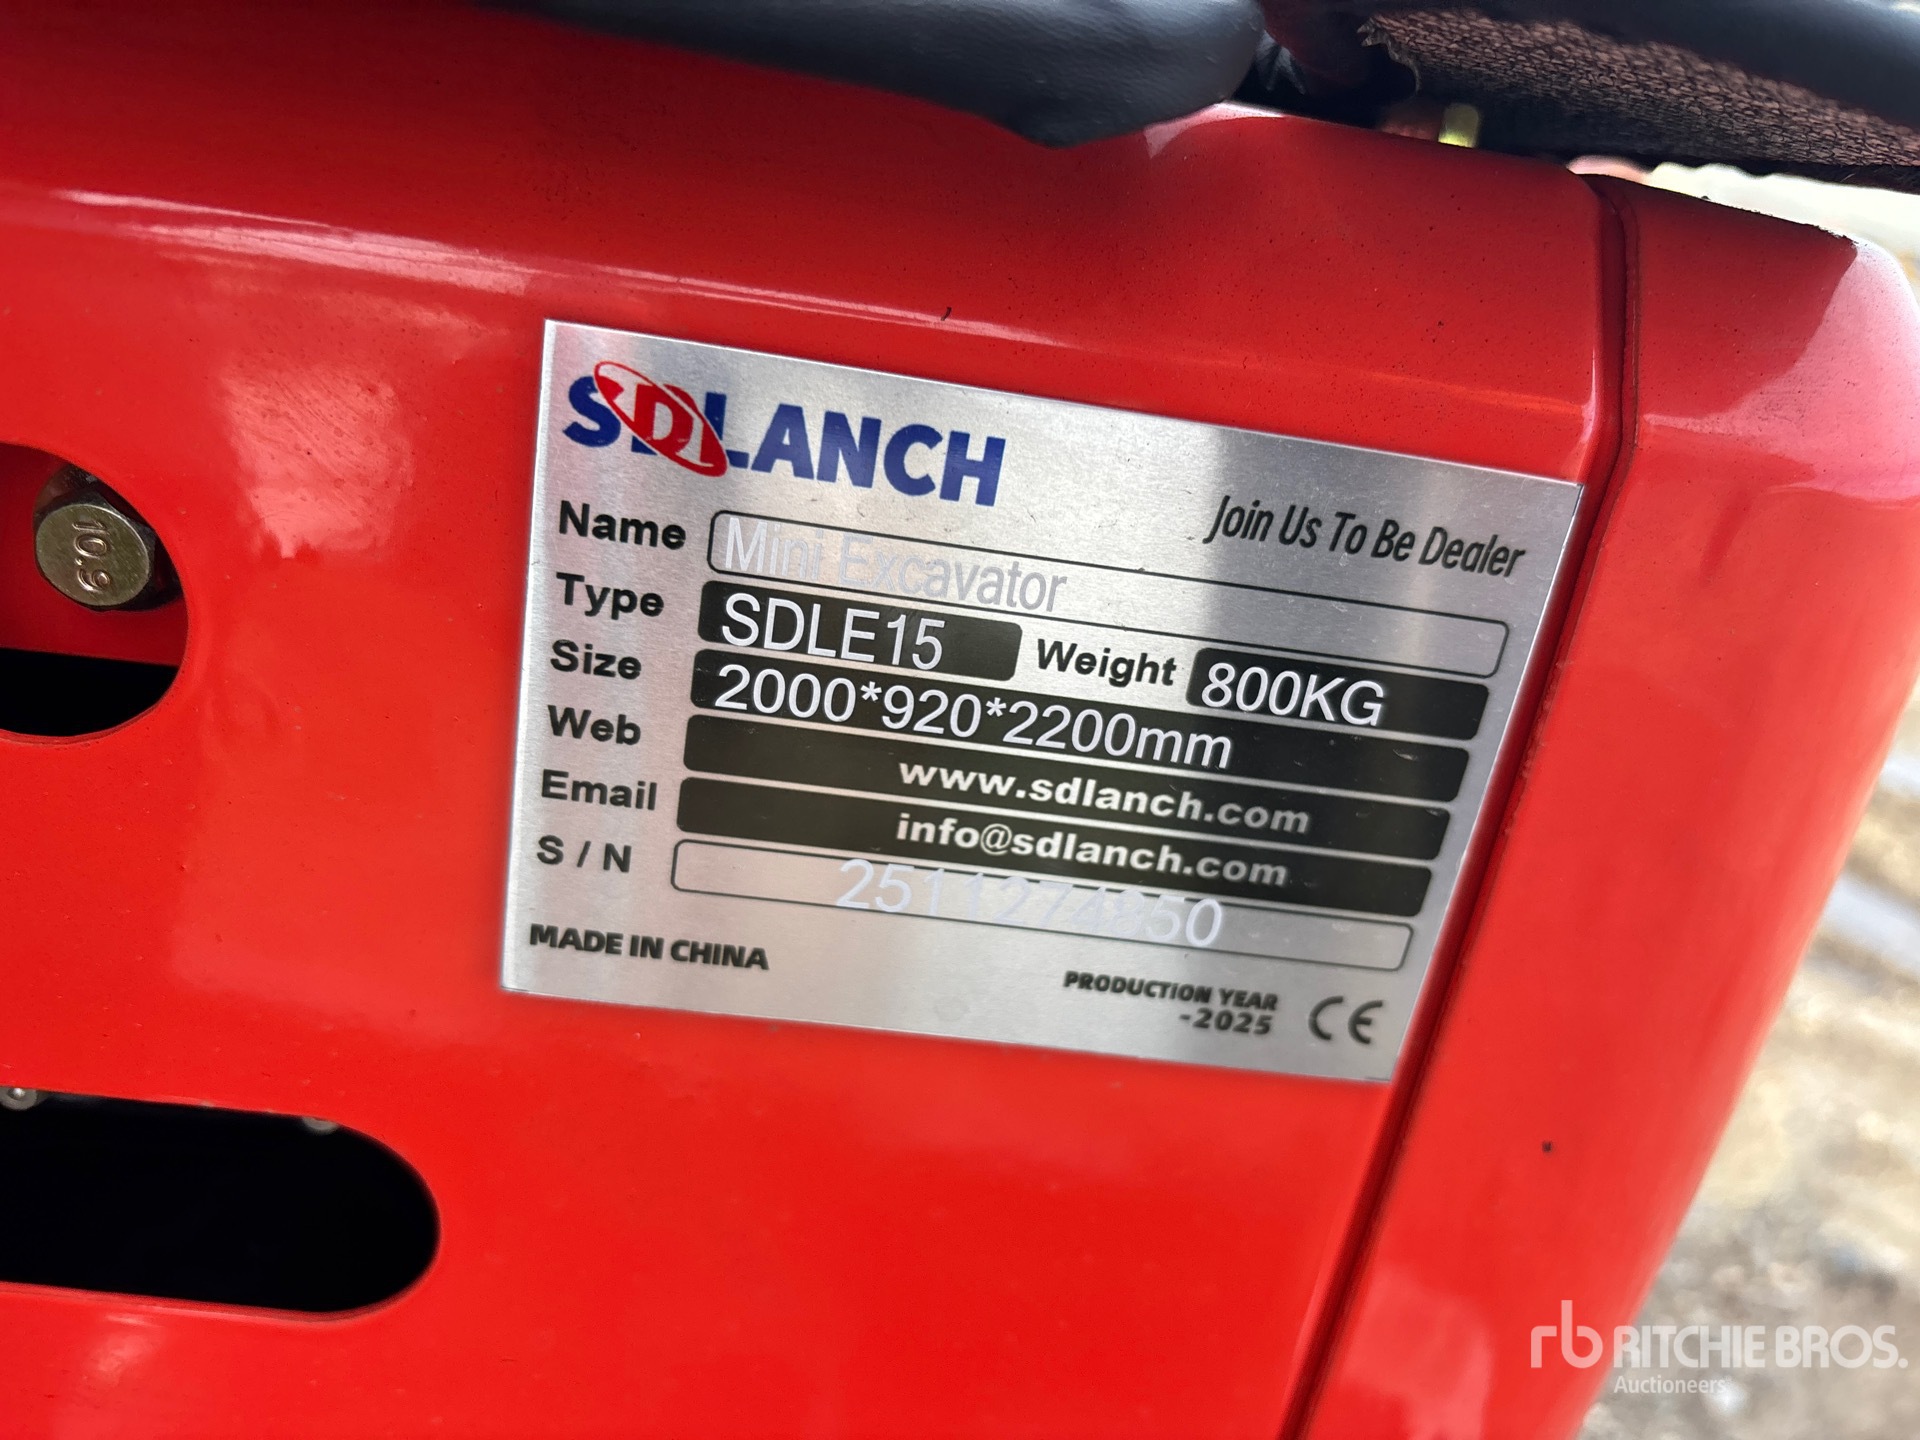 SDLANCH
Join Us To Be Dealer
Name Mini Excavator
Type SDLE15 Weight 800KG
Size 2000*920*2200mm
Web www.sdlanch.com
Email info@sdlanch.com
S / N 2511274850
MADE IN CHINA
PRODUCTION YEAR
-2025
CE
10.9
rb RITCHIE BROS.
Auctioneers